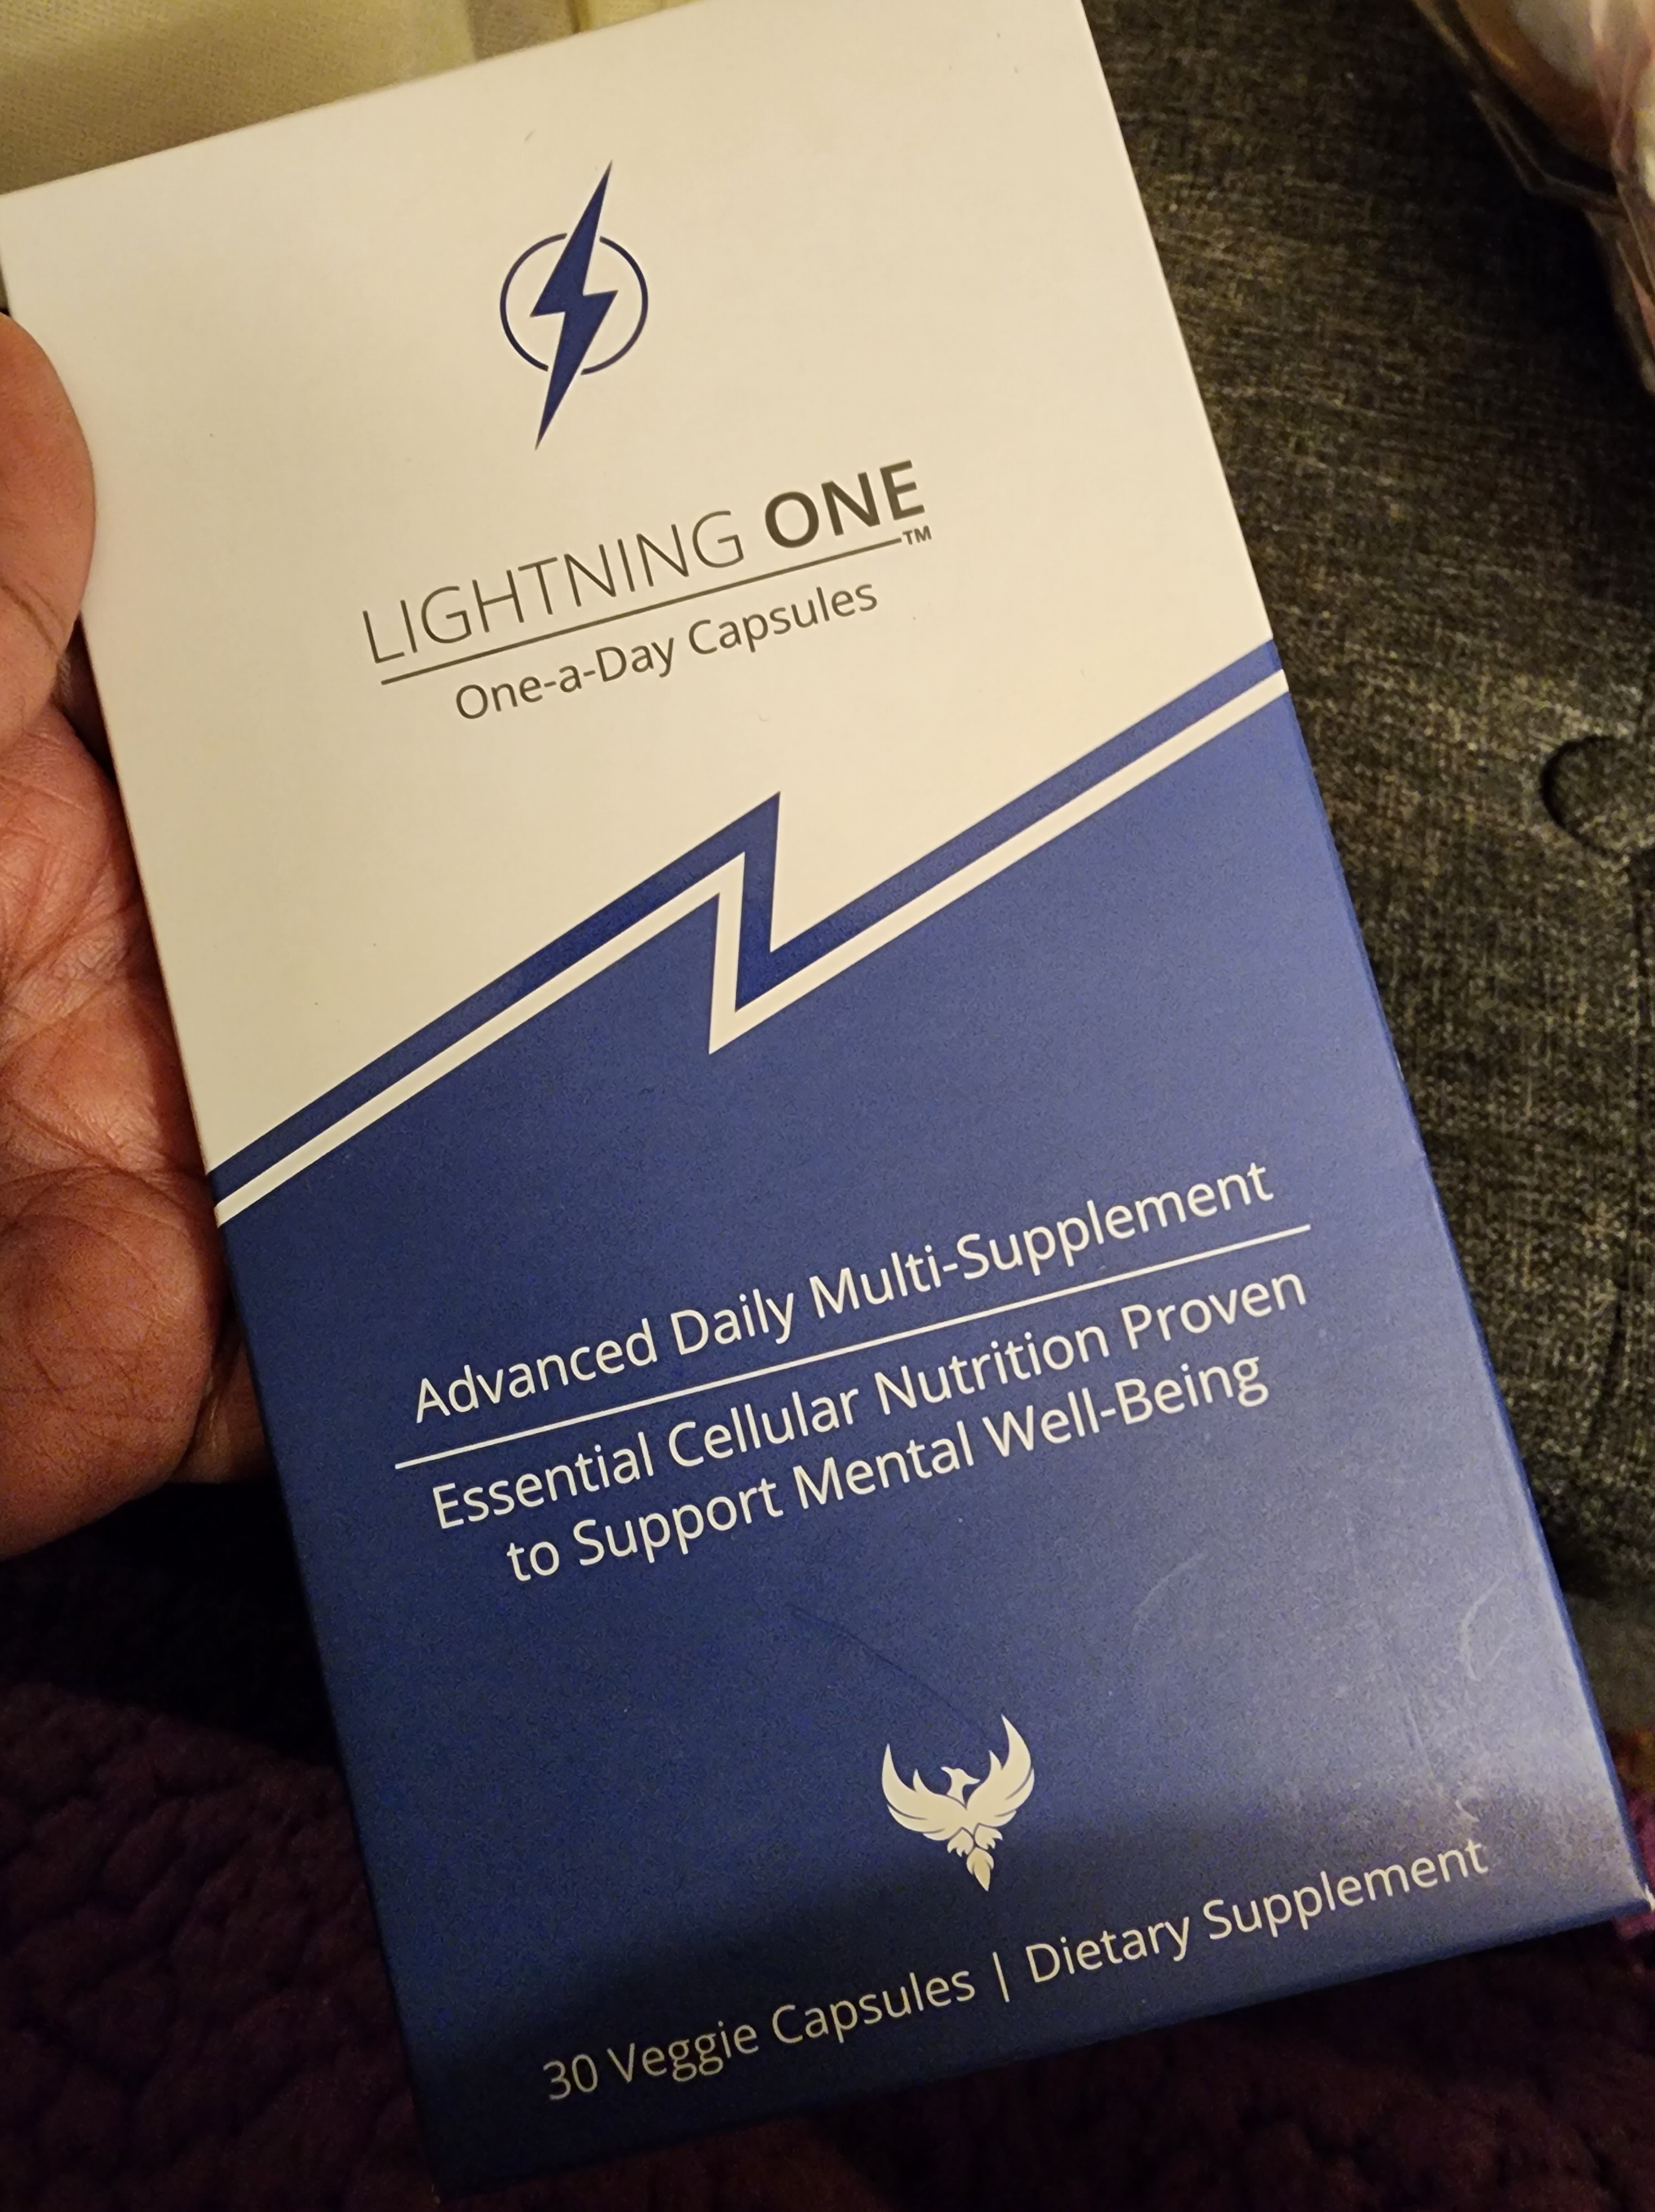 LIGHTNING ONE™
One-a-Day Capsules
Advanced Daily Multi-Supplement
Essential Cellular Nutrition Proven
to Support Mental Well-Being
30 Veggie Capsules | Dietary Supplement